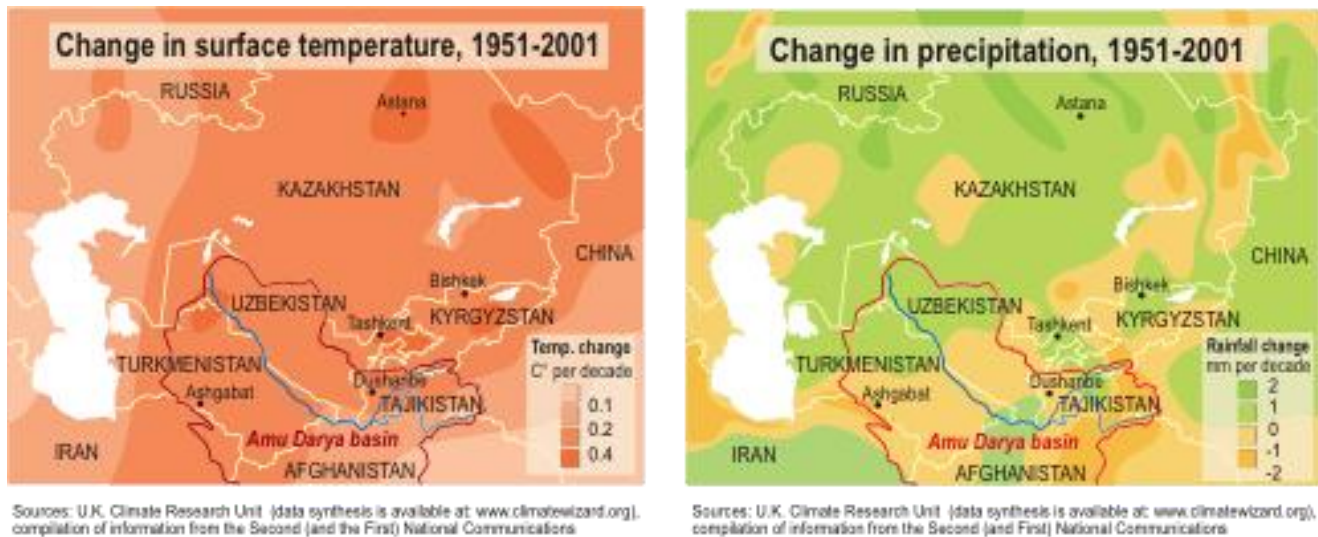 Change in surface temperature, 1951-2001
RUSSIA
Astana
KAZAKHSTAN
CHINA
Bishkek
UZBEKISTAN
KYRGYZSTAN
Tashkent
Temp. change
C° per decade
TURKMENISTAN
Dushanbe
0.1
Ashgabat
TAJIKISTAN
0.2
Amu Darya basin
IRAN
0.4
AFGHANISTAN
Sources: U.K. Climate Research Unit (data synthesis is available at: www.climatewizard.org),
compilation of information from the Second (and the First) National Communications
Change in precipitation, 1951-2001
RUSSIA
Astana
KAZAKHSTAN
CHINA
Bishkek
UZBEKISTAN
KYRGYZSTAN
Tashkent
Rainfall change
mm per decade
TURKMENISTAN
Dushanbe
2
Ashgabat
TAJIKISTAN
1
0
Amu Darya basin
IRAN
-1
AFGHANISTAN
-2
Sources: U.K. Climate Research Unit (data synthesis is available at: www.climatewizard.org),
compilation of information from the Second (and First) National Communications